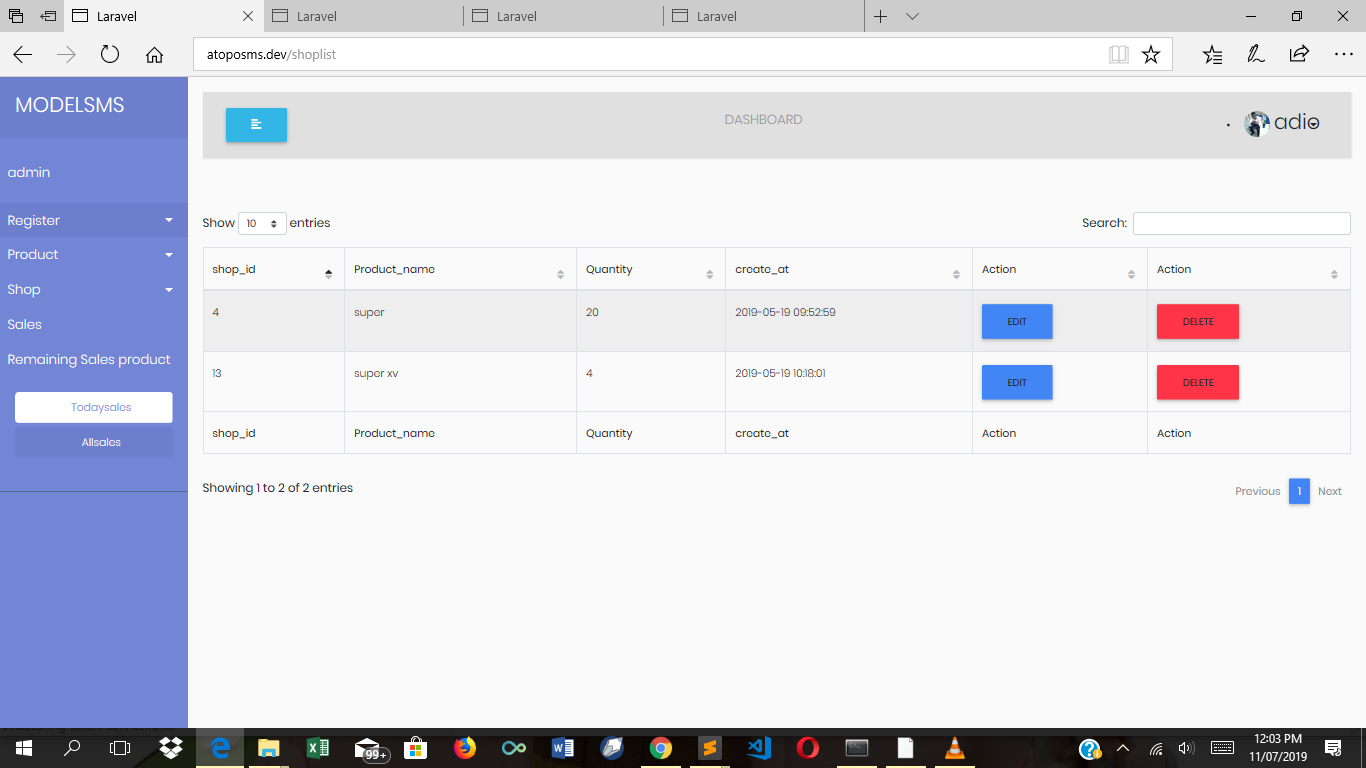 Laravel
Laravel
Laravel
Laravel
atoposms.dev/shoplist
MODELSMS
DASHBOARD
adio
admin
Register
Product
Shop
Sales
Remaining Sales product
Todaysales
Allsales
Show 10 entries
Search:
shop_id Product_name Quantity create_at Action Action
4 super 20 2019-05-19 09:52:59 EDIT DELETE
13 super xv 4 2019-05-19 10:18:01 EDIT DELETE
shop_id Product_name Quantity create_at Action Action
Showing 1 to 2 of 2 entries
Previous 1 Next
99+
12:03 PM
11/07/2019